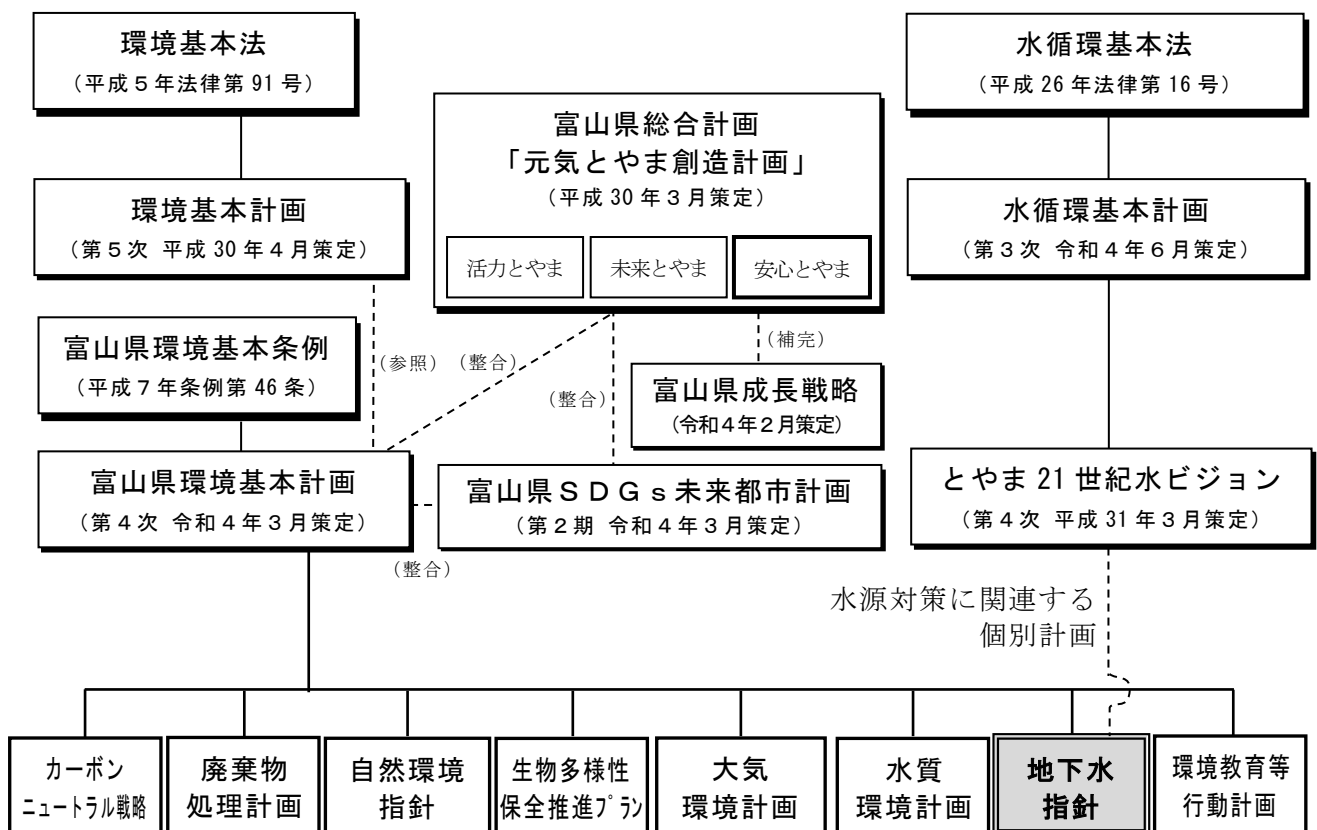 環境基本法
（平成５年法律第 91 号）
水循環基本法
（平成 26 年法律第 16 号）
富山県総合計画
「元気とやま創造計画」
（平成 30 年３月策定）
活力とやま
未来とやま
安心とやま
環境基本計画
（第５次 平成 30 年４月策定）
水循環基本計画
（第３次 令和４年６月策定）
富山県環境基本条例
（平成７年条例第 46 条）
（参照）
（整合）
（整合）
（補完）
富山県成長戦略
（令和４年２月策定）
富山県環境基本計画
（第４次 令和４年３月策定）
富山県ＳＤＧｓ未来都市計画
（第２期 令和４年３月策定）
とやま 21 世紀水ビジョン
（第４次 平成 31 年３月策定）
（整合）
水源対策に関連する
個別計画
カーボン
ニュートラル戦略
廃棄物
処理計画
自然環境
指針
生物多様性
保全推進プラン
大気
環境計画
水質
環境計画
地下水
指針
環境教育等
行動計画